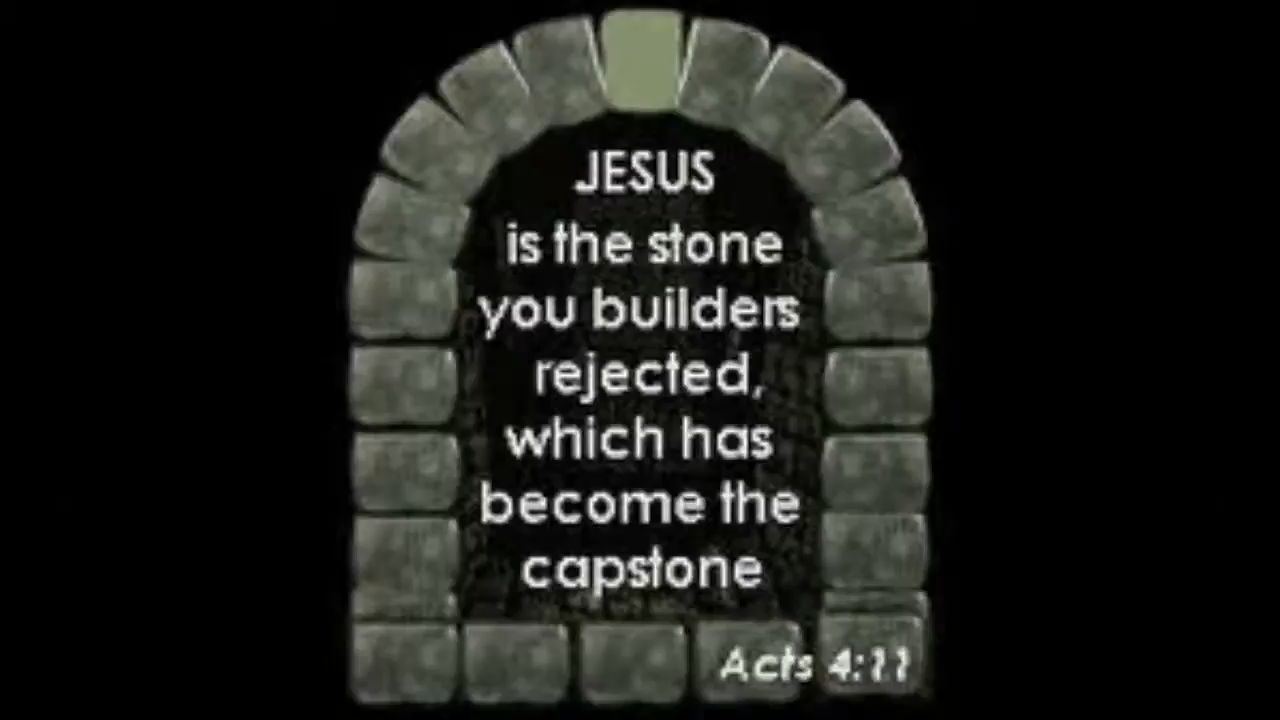 JESUS
is the stone
you builders
rejected,
which has
become the
capstone
Acts 4:11